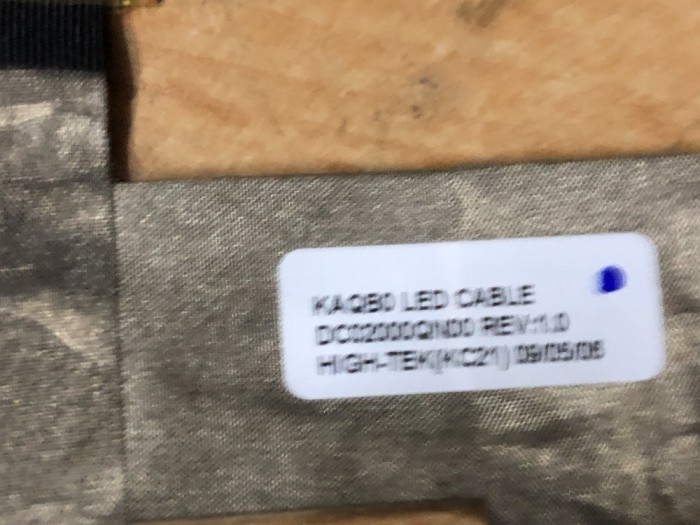 KAQB0 LED CABLE
DC02000QN00 REV:1.0
HIGH-TEK(KC21) 09/05/06